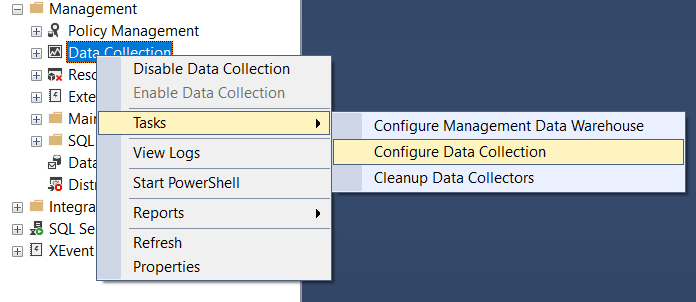 Management
Policy Management
Data Collection
Reso
Exte
Main
SQL
Data
Distr
Integra
SQL Se
XEvent
Disable Data Collection
Enable Data Collection
Tasks
View Logs
Start PowerShell
Reports
Refresh
Properties
Configure Management Data Warehouse
Configure Data Collection
Cleanup Data Collectors